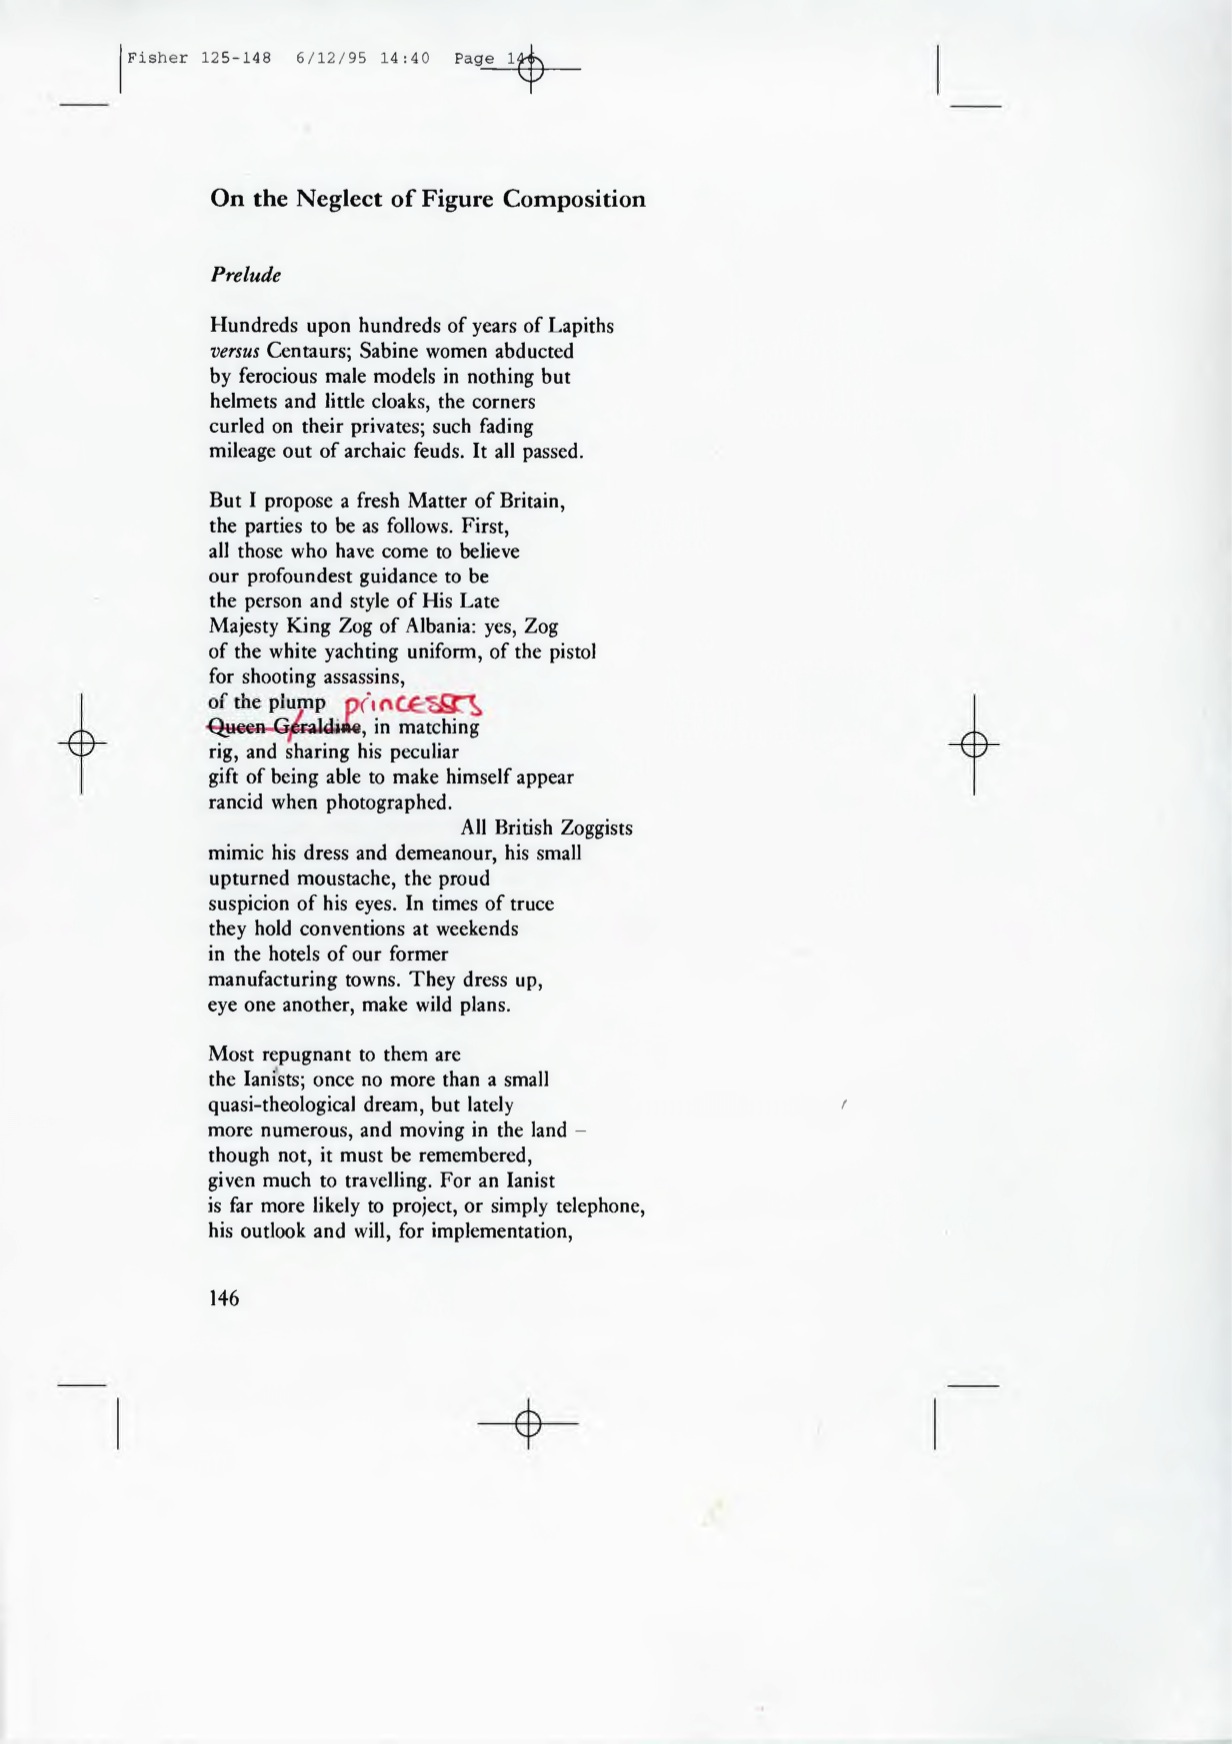 Fisher 125-148 6/12/95 14:40 Page 146
On the Neglect of Figure Composition
Prelude
Hundreds upon hundreds of years of Lapiths
versus Centaurs; Sabine women abducted
by ferocious male models in nothing but
helmets and little cloaks, the corners
curled on their privates; such fading
mileage out of archaic feuds. It all passed.
But I propose a fresh Matter of Britain,
the parties to be as follows. First,
all those who have come to believe
our profoundest guidance to be
the person and style of His Late
Majesty King Zog of Albania: yes, Zog
of the white yachting uniform, of the pistol
for shooting assassins,
of the plump princesses
Queen Geraldine, in matching
rig, and sharing his peculiar
gift of being able to make himself appear
rancid when photographed.
All British Zoggists
mimic his dress and demeanour, his small
upturned moustache, the proud
suspicion of his eyes. In times of truce
they hold conventions at weekends
in the hotels of our former
manufacturing towns. They dress up,
eye one another, make wild plans.
Most repugnant to them are
the Ianists; once no more than a small
quasi-theological dream, but lately
more numerous, and moving in the land –
though not, it must be remembered,
given much to travelling. For an Ianist
is far more likely to project, or simply telephone,
his outlook and will, for implementation,
146